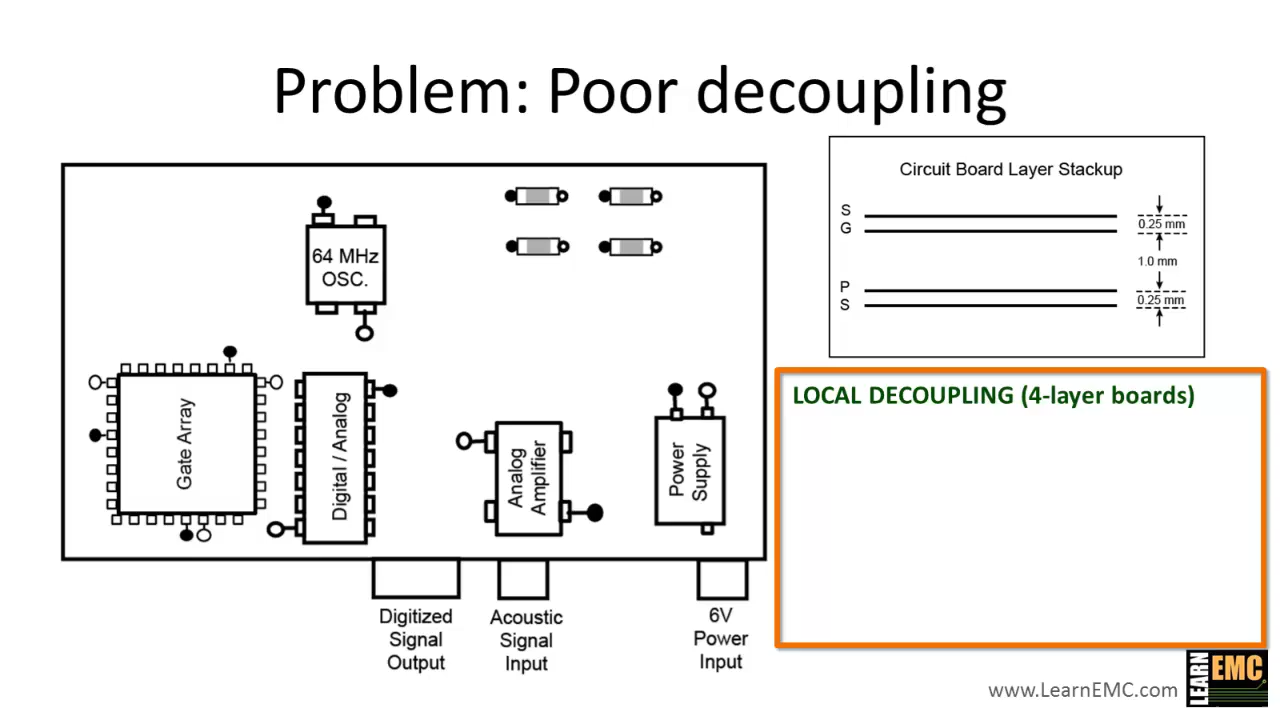 Problem: Poor decoupling
Circuit Board Layer Stackup
S
G
0.25 mm
1.0 mm
P
S
0.25 mm
64 MHz
OSC.
Gate Array
Digital / Analog
Analog
Amplifier
Power
Supply
LOCAL DECOUPLING (4-layer boards)
Digitized
Signal
Output
Acoustic
Signal
Input
6V
Power
Input
www.LearnEMC.com
LEARN
EMC